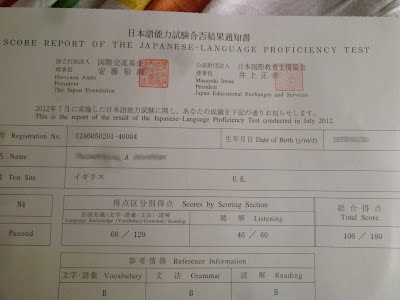 日本語能力試験合否結果通知書
SCORE REPORT OF THE JAPANESE-LANGUAGE PROFICIENCY TEST
独立行政法人 国際交流基金
理事長 安藤裕康
Hiroyasu Ando
President
The Japan Foundation
公益財団法人 日本国際教育支援協会
理事長 井上正幸
Masayuki Inoue
President
Japan Educational Exchanges and Services
2012年7月に実施した日本語能力試験に関し、あなたの成績を下記の通りお知らせします。
This is the report of the result of the Japanese-Language Proficiency Test conducted in July 2012.
号 Registration No. 12A6050201-40004 生年月日 Date of Birth (y/m/d)
名 Name A
地 Test Site イギリス U.K.
N4 得点区分別得点 Scores by Scoring Section 総合得点
Total Score
言語知識(文字・語彙・文法)・読解
Language Knowledge (Vocabulary/Grammar)・Reading 聴解 Listening
Passed 60 / 120 46 / 60 106 / 180
参考情報 Reference Information
文字・語彙 Vocabulary 文法 Grammar 読解 Reading
B B B